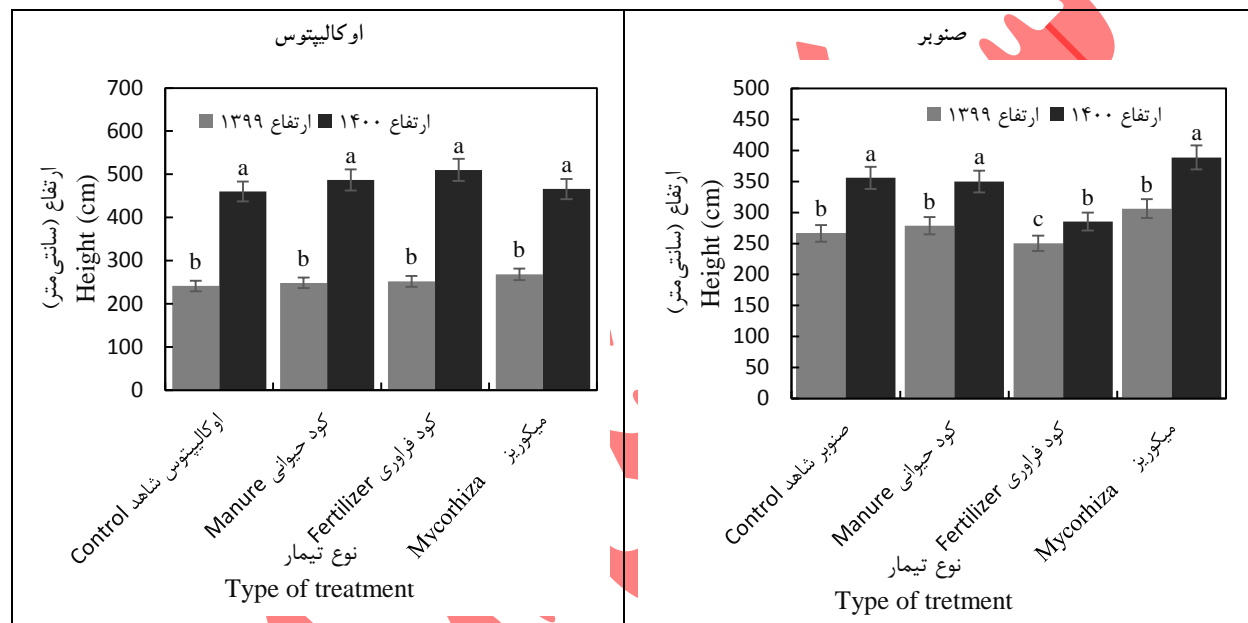 اوکالیپتوس
ارتفاع ۱۳۹۹ ارتفاع ۱۴۰۰
700
600
500
400
300
200
100
0
ارتفاع (سانتی‌متر)
Height (cm)
a
a
a
a
b
b
b
b
اوکالیپتوس شاهد Control
کود حیوانی Manure
کود فراوری Fertilizer
میکوریز Mycorhiza
نوع تیمار
Type of treatment
صنوبر
ارتفاع ۱۳۹۹ ارتفاع ۱۴۰۰
500
450
400
350
300
250
200
150
100
50
0
ارتفاع (سانتی‌متر)
Height (cm)
b
a
b
a
c
b
b
a
صنوبر شاهد Control
کود حیوانی Manure
کود فراوری Fertilizer
میکوریز Mycorhiza
نوع تیمار
Type of tretment